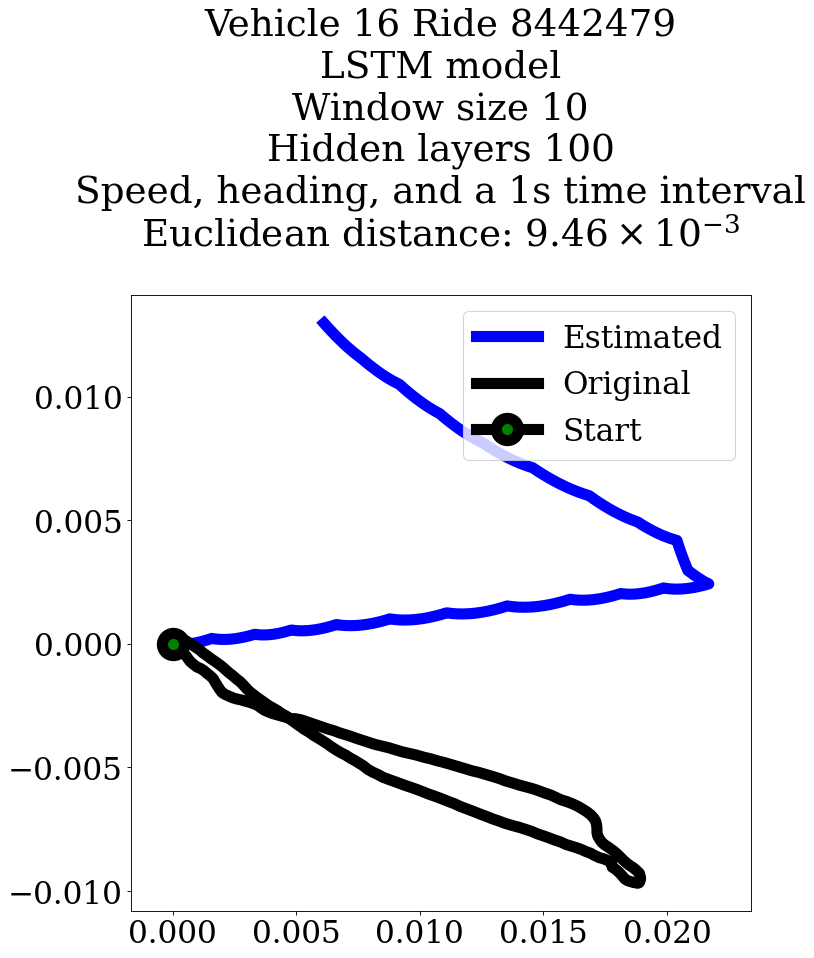 Vehicle 16 Ride 8442479
LSTM model
Window size 10
Hidden layers 100
Speed, heading, and a 1s time interval
Euclidean distance: 9.46 × 10⁻³
Estimated
Original
Start
0.010
0.005
0.000
−0.005
−0.010
0.000 0.005 0.010 0.015 0.020